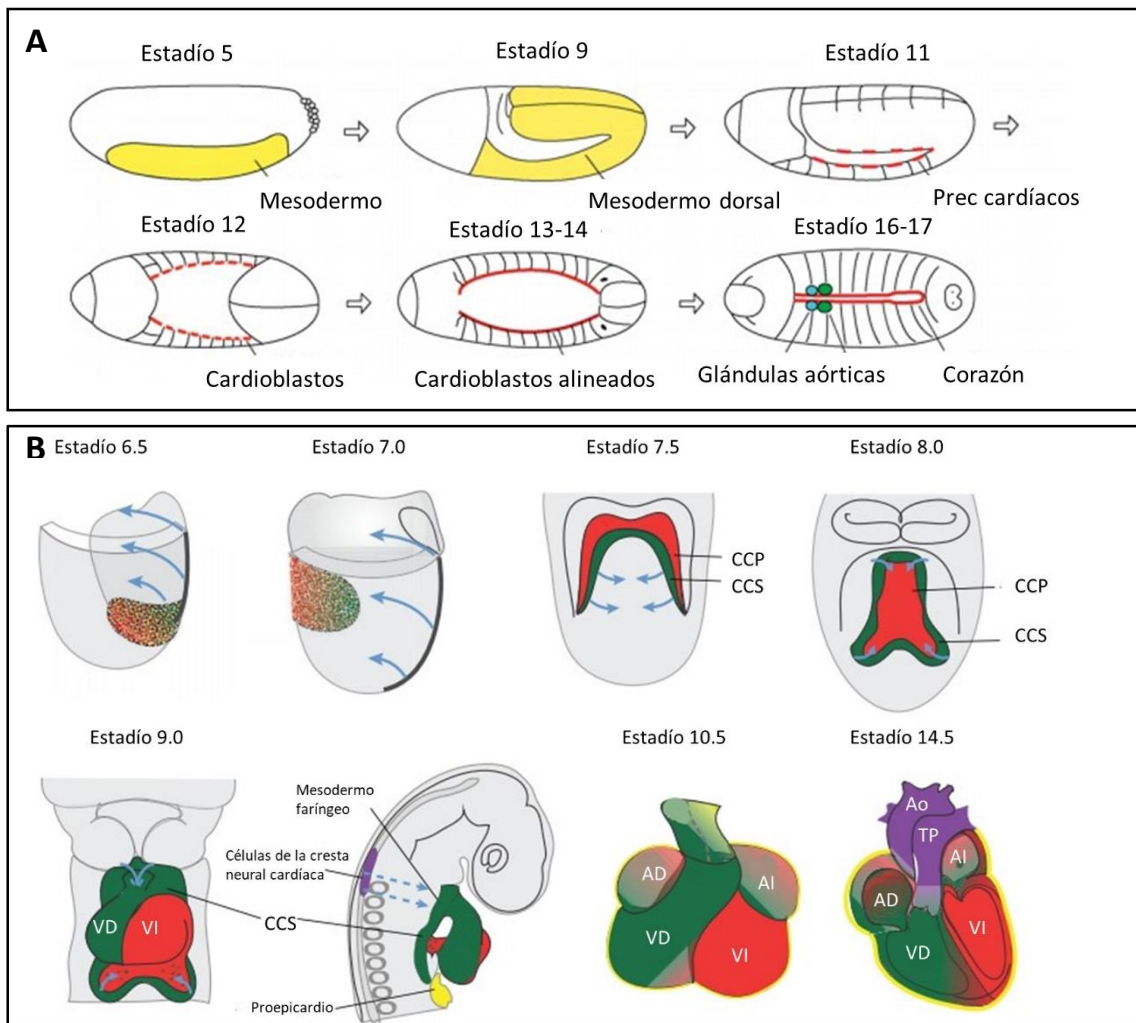 A
Estadío 5
Estadío 9
Estadío 11
Mesodermo
Mesodermo dorsal
Prec cardíacos
Estadío 12
Estadío 13-14
Estadío 16-17
Cardioblastos
Cardioblastos alineados
Glándulas aórticas
Corazón
B
Estadío 6.5
Estadío 7.0
Estadío 7.5
Estadío 8.0
CCP
CCS
CCP
CCS
Estadío 9.0
Estadío 10.5
Estadío 14.5
Mesodermo
faríngeo
Células de la cresta
neural cardíaca
CCS
Proepicardio
VD
VI
AD
AI
VD
VI
Ao
TP
AI
AD
VI
VD